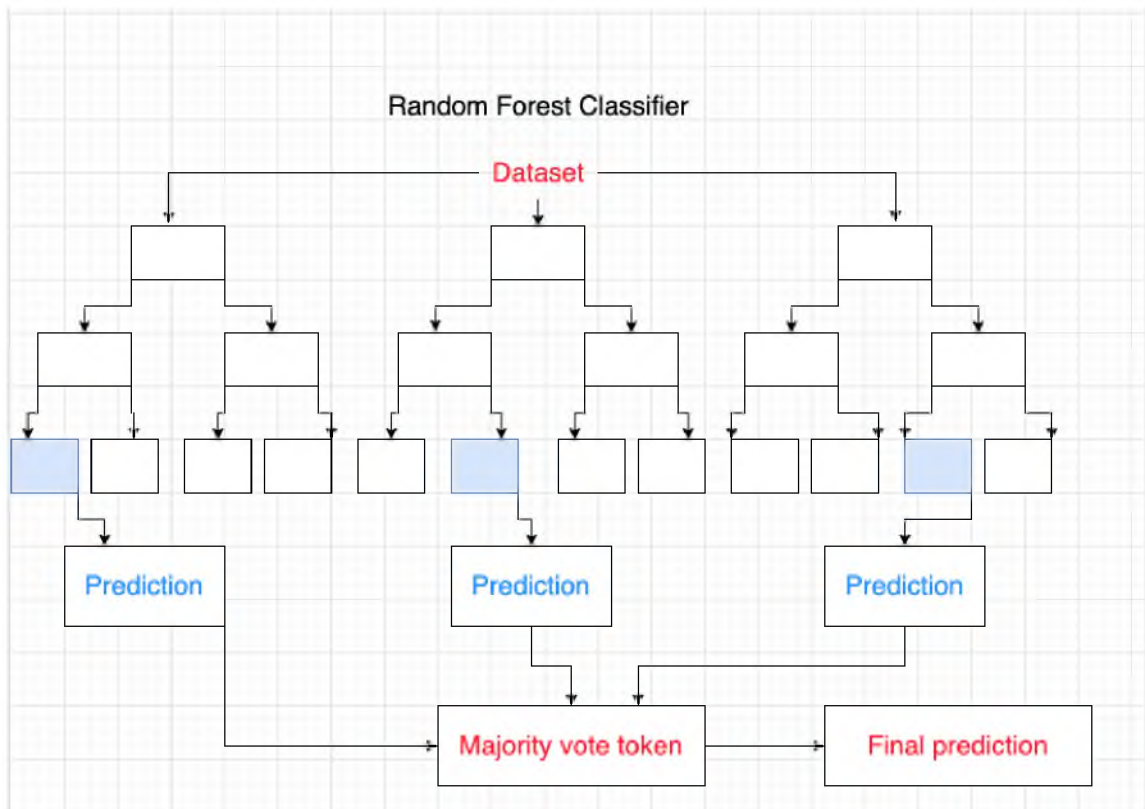 Random Forest Classifier
Dataset
Prediction
Prediction
Prediction
Majority vote token
Final prediction